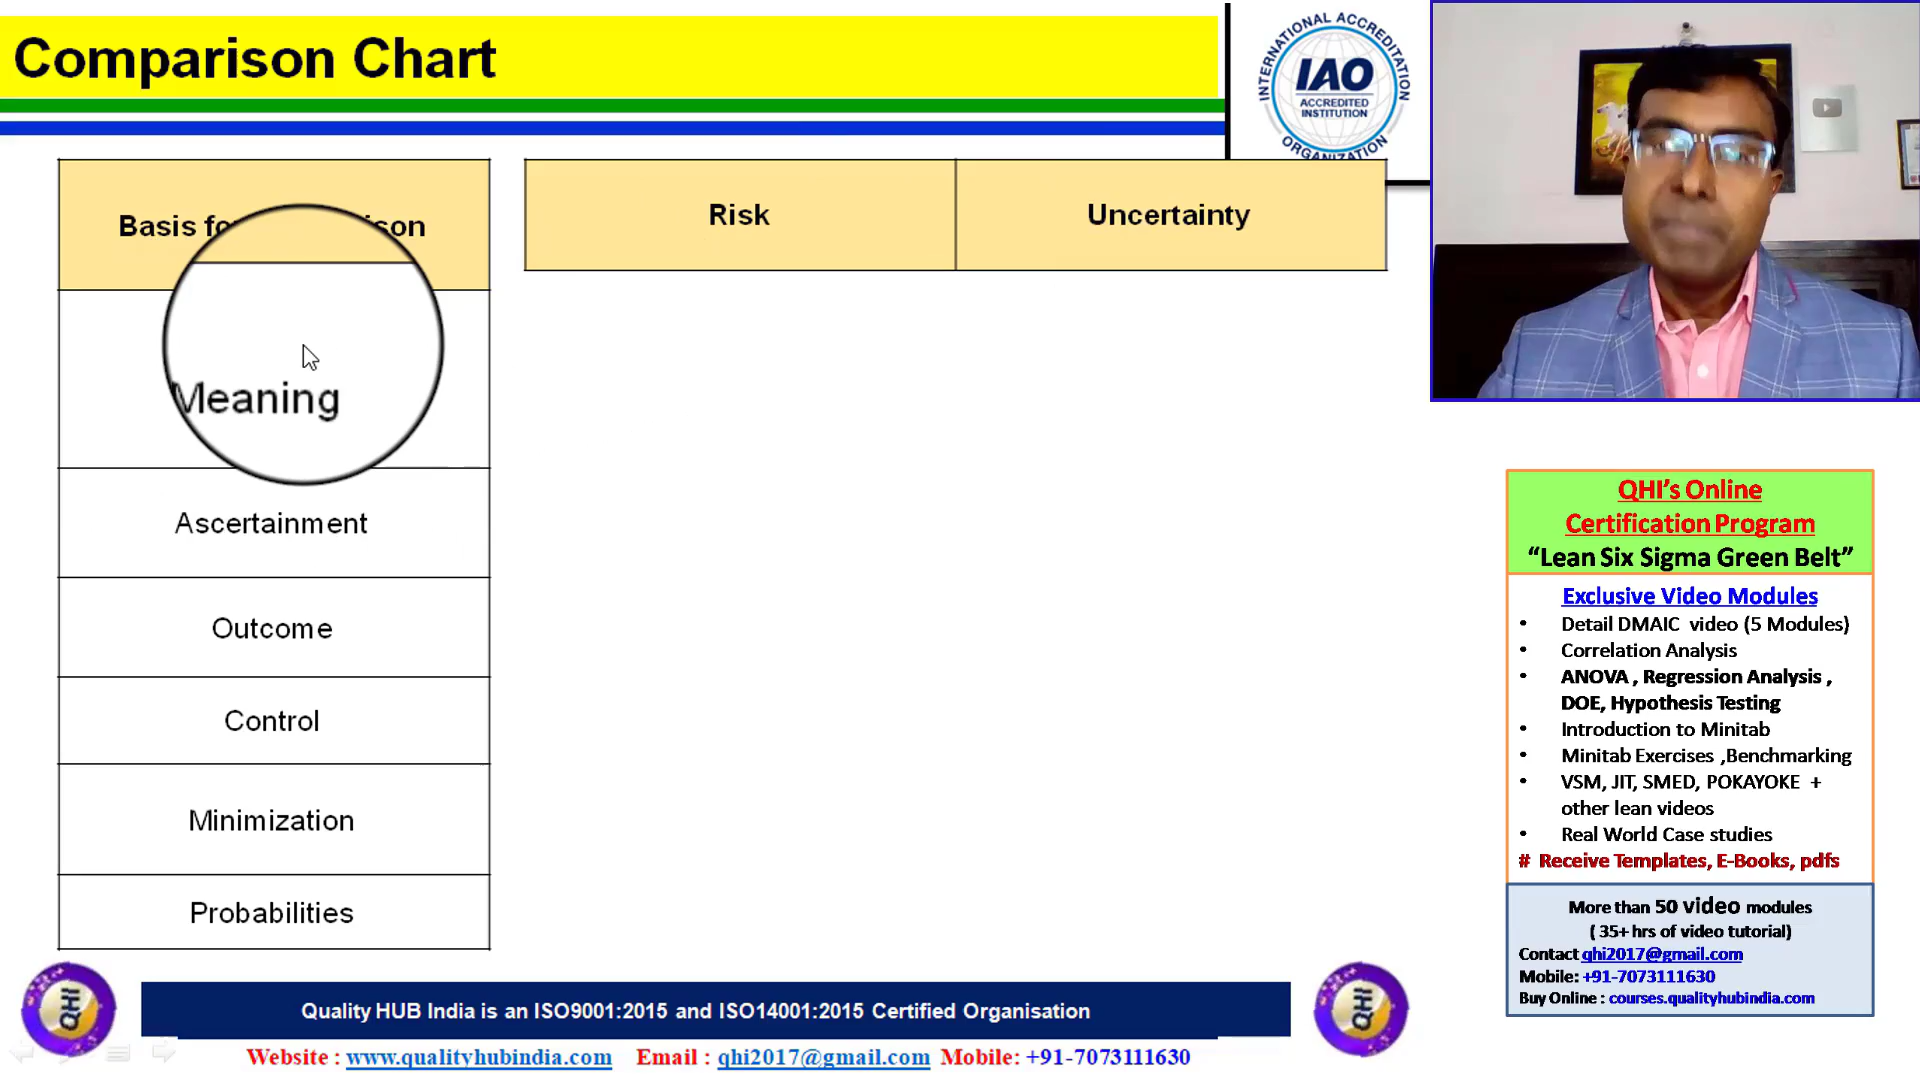 Comparison Chart
INTERNATIONAL ACCREDITATION
IAO
ACCREDITED
INSTITUTION
ORGANIZATION
Risk
Uncertainty
Meaning
Ascertainment
Outcome
Control
Minimization
Probabilities
QHI’s Online
Certification Program
“Lean Six Sigma Green Belt”
Exclusive Video Modules
• Detail DMAIC video (5 Modules)
• Correlation Analysis
• ANOVA , Regression Analysis ,
DOE, Hypothesis Testing
• Introduction to Minitab
• Minitab Exercises ,Benchmarking
• VSM, JIT, SMED, POKAYOKE +
other lean videos
• Real World Case studies
# Receive Templates, E-Books, pdfs
More than 50 video modules
( 35+ hrs of video tutorial)
Contact qhi2017@gmail.com
Mobile: +91-7073111630
Buy Online : courses.qualityhubindia.com
QHI
Quality HUB India is an ISO9001:2015 and ISO14001:2015 Certified Organisation
QHI
Website : www.qualityhubindia.com Email : qhi2017@gmail.com Mobile: +91-7073111630